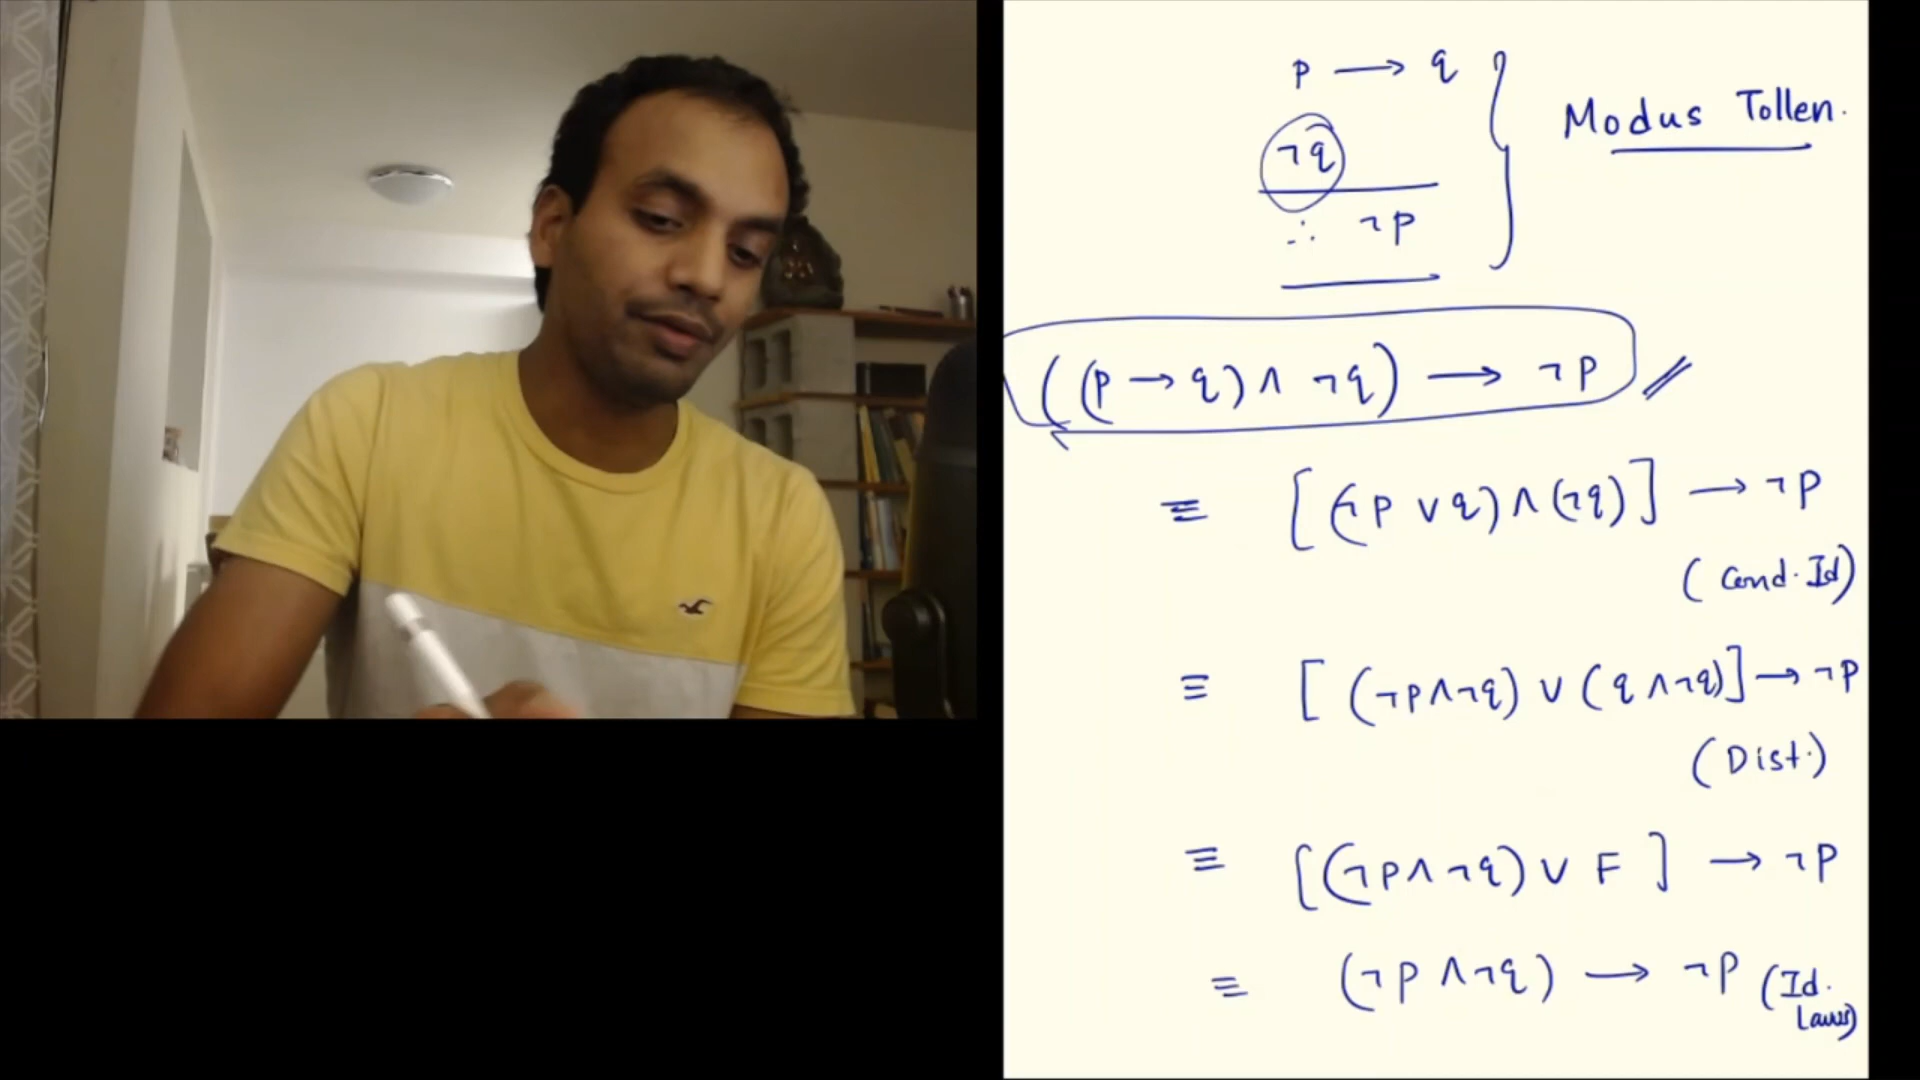 p → q
¬q
∴ ¬p
Modus Tollen.
((p → q) ∧ ¬q) → ¬p
≡ [(¬p ∨ q) ∧ (¬q)] → ¬p
(Cond. Id)
≡ [(¬p ∧ ¬q) ∨ (q ∧ ¬q)] → ¬p
(Dist.)
≡ [(¬p ∧ ¬q) ∨ F] → ¬p
≡ (¬p ∧ ¬q) → ¬p (Id.
Laws)